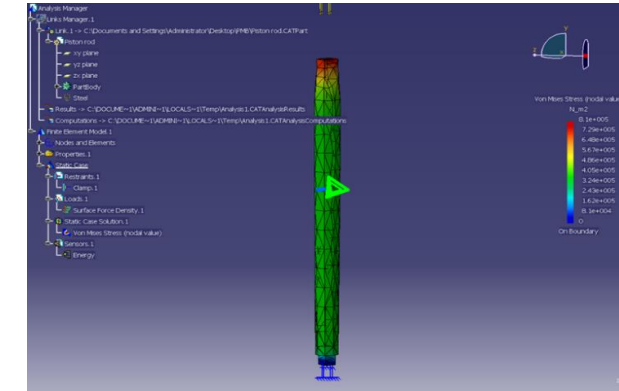 Analysis Manager
Links Manager.1
Link.1 -> C:\Documents and Settings\Administrator\Desktop\FMB\Piston rod.CATPart
Piston rod
xy plane
yz plane
zx plane
PartBody
Steel
Results -> C:\DOCUME~1\ADMINI~1\LOCALS~1\Temp\Analysis1.CATAnalysisResults
Computations -> C:\DOCUME~1\ADMINI~1\LOCALS~1\Temp\Analysis1.CATAnalysisComputations
Finite Element Model.1
Nodes and Elements
Properties.1
Static Case
Restraints.1
Clamp.1
Loads.1
Surface Force Density.1
Static Case Solution.1
Von Mises Stress (nodal value)
Sensors.1
Energy
Von Mises Stress (nodal valu
N_m2
8.1e+005
7.29e+005
6.48e+005
5.67e+005
4.86e+005
4.05e+005
3.24e+005
2.43e+005
1.62e+005
8.1e+004
0
On Boundary